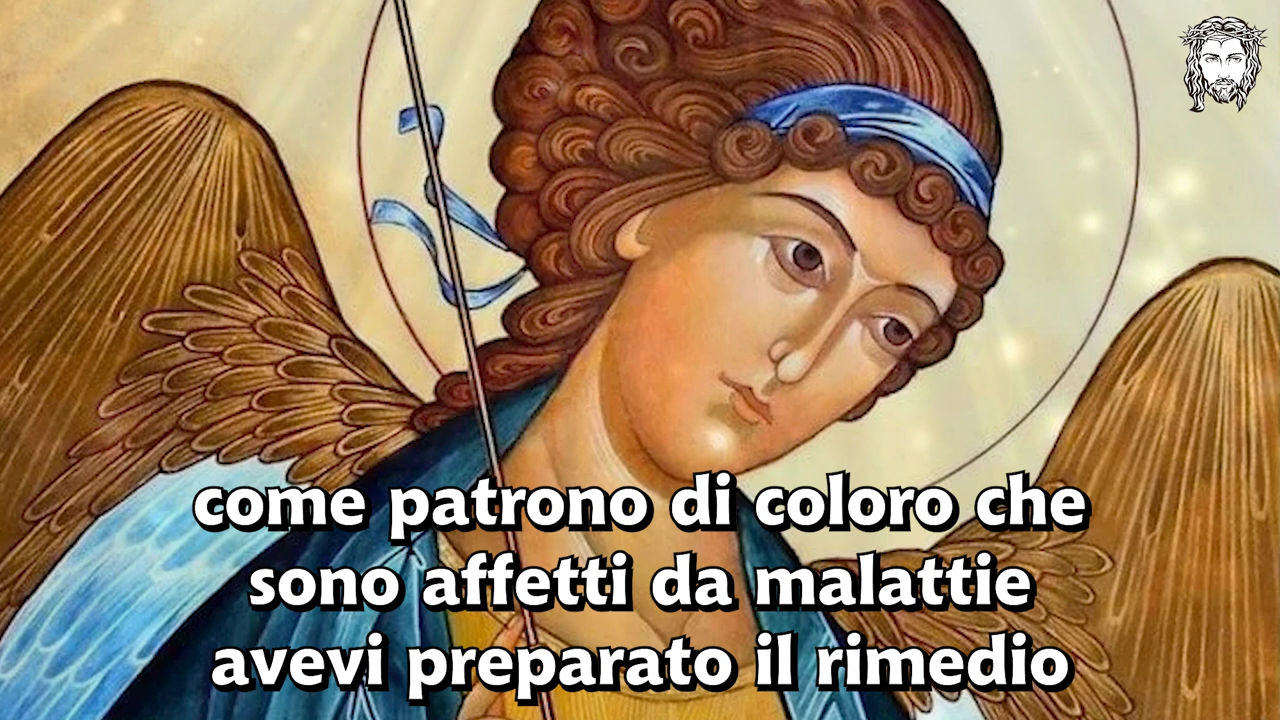 come patrono di coloro che
sono affetti da malattie
avevi preparato il rimedio